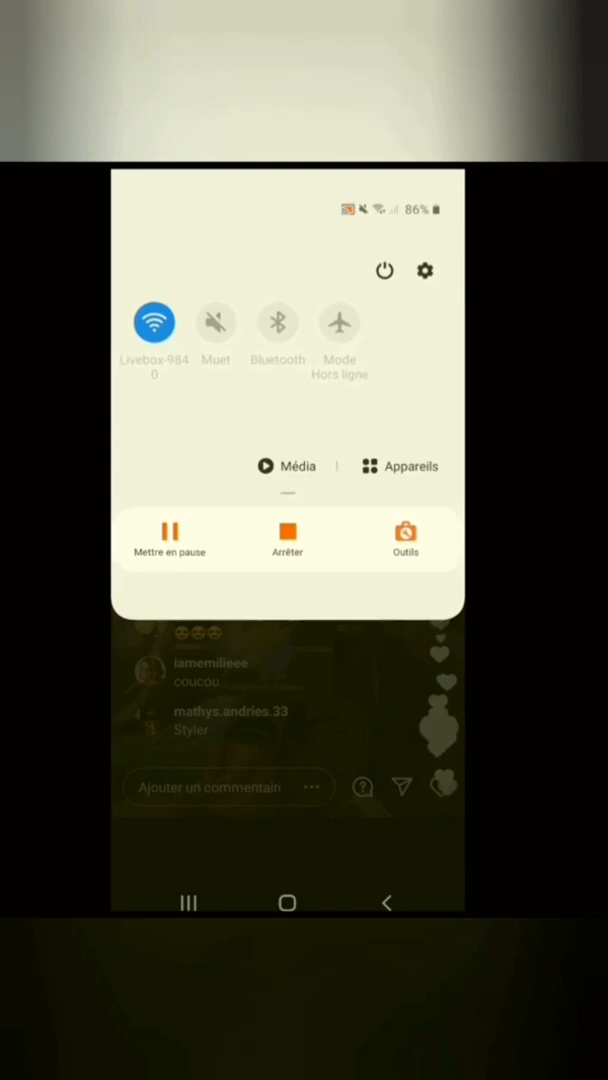 86%
Livebox-984
0
Muet
Bluetooth
Mode
Hors ligne
Média
Appareils
Mettre en pause
Arrêter
Outils
iamemilieee
coucou
mathys.andries.33
Styler
Ajouter un commentain